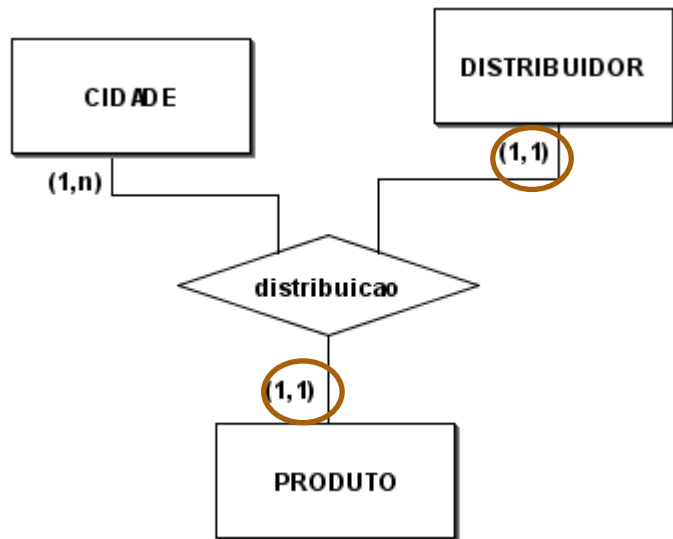 DISTRIBUIDOR
CIDADE
(1,1)
(1,n)
distribuicao
(1,1)
PRODUTO